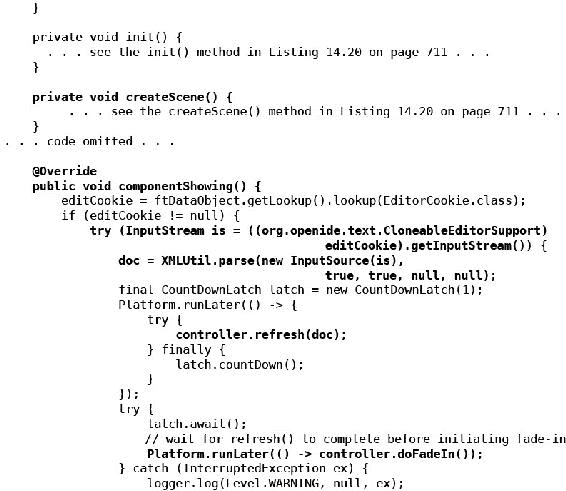 }
private void init() {
. . . see the init() method in Listing 14.20 on page 711 . . .
}
private void createScene() {
. . . see the createScene() method in Listing 14.20 on page 711 . . .
}
. . . code omitted . . .
@Override
public void componentShowing() {
editCookie = ftDataObject.getLookup().lookup(EditorCookie.class);
if (editCookie != null) {
try (InputStream is = ((org.openide.text.CloneableEditorSupport)
editCookie).getInputStream()) {
doc = XMLUtil.parse(new InputSource(is),
true, true, null, null);
final CountDownLatch latch = new CountDownLatch(1);
Platform.runLater(() -> {
try {
controller.refresh(doc);
} finally {
latch.countDown();
}
});
try {
latch.await();
// wait for refresh() to complete before initiating fade-in
Platform.runLater(() -> controller.doFadeIn());
} catch (InterruptedException ex) {
logger.log(Level.WARNING, null, ex);